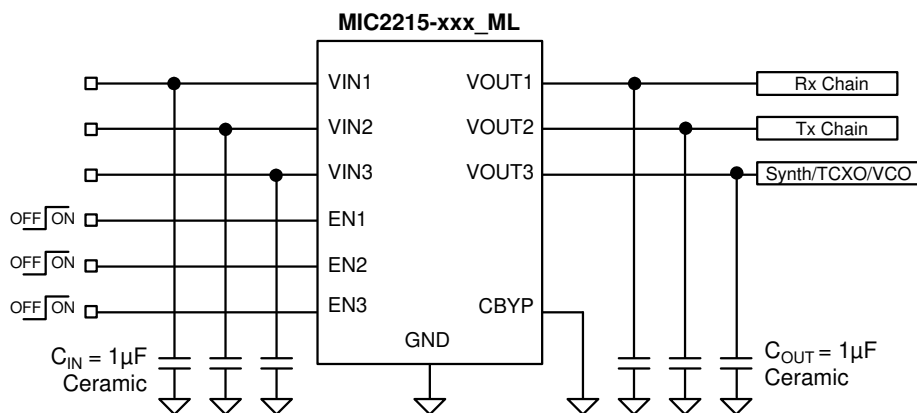 MIC2215-xxx_ML
VIN1
VOUT1
Rx Chain
VIN2
VOUT2
Tx Chain
VIN3
VOUT3
Synth/TCXO/VCO
OFF ON
EN1
OFF ON
EN2
OFF ON
EN3
CBYP
GND
CIN = 1µF
Ceramic
COUT = 1µF
Ceramic